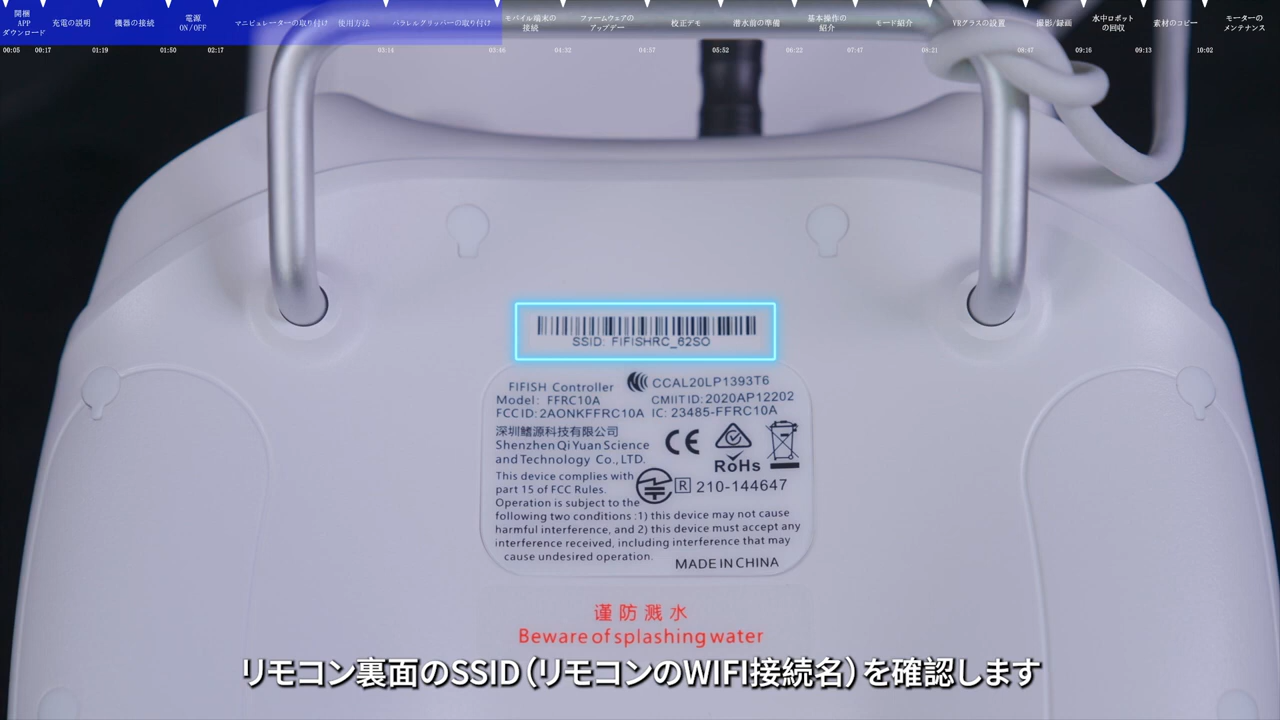 開梱
APP
ダウンロード
充電の説明
機器の接続
電源
ON/OFF
マニピュレーターの取り付け 使用方法
パラレルグリッパーの取り付け
モバイル端末の
接続
ファームウェアの
アップデー
校正デモ
潜水前の準備
基本操作の
紹介
モード紹介
VRグラスの設置
撮影/録画
水中ロボット
の回収
素材のコピー
モーターの
メンテナンス
00:05 00:17 01:19 01:50 02:17 03:14 03:46 04:32 04:57 05:52 06:22 07:47 08:21 08:47 09:16 09:13 10:02
SSID: FIFISHRC_62SO
FIFISH Controller
CCAL20LP1393T6
Model: FFRC10A
CMIIT ID: 2020AP12202
FCC ID: 2AONKFFRC10A IC: 23485-FFRC10A
深圳鳍源科技有限公司
Shenzhen Qi Yuan Science
and Technology Co., LTD.
CE
RoHS
This device complies with
part 15 of FCC Rules.
R 210-144647
Operation is subject to the
following two conditions :1) this device may not cause
harmful interference, and 2) this device must accept any
interference received, including interference that may
cause undesired operation.
MADE IN CHINA
谨防溅水
Beware of splashing water
リモコン裏面のSSID（リモコンのWIFI接続名）を確認します